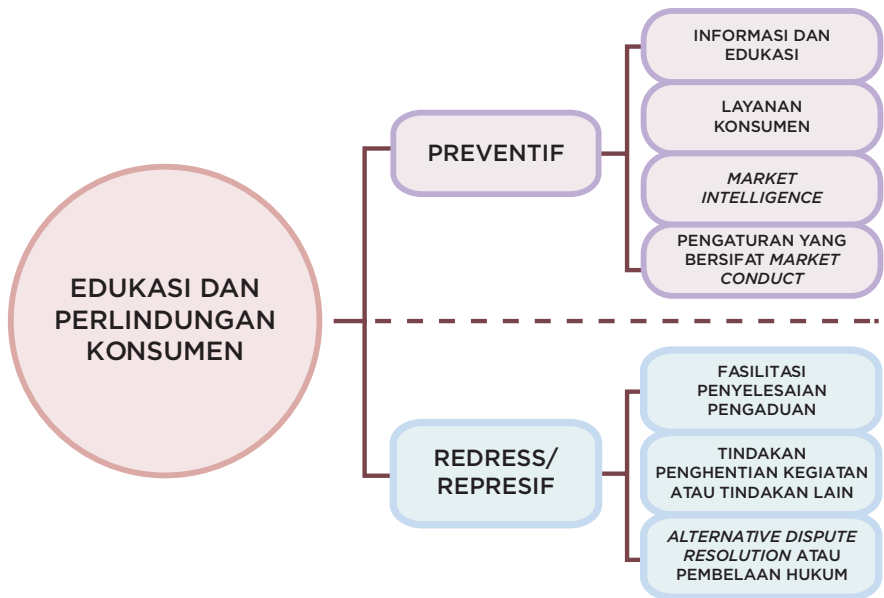 EDUKASI DAN
PERLINDUNGAN
KONSUMEN
PREVENTIF
INFORMASI DAN
EDUKASI
LAYANAN
KONSUMEN
MARKET
INTELLIGENCE
PENGATURAN YANG
BERSIFAT MARKET
CONDUCT
REDRESS/
REPRESIF
FASILITASI
PENYELESAIAN
PENGADUAN
TINDAKAN
PENGHENTIAN KEGIATAN
ATAU TINDAKAN LAIN
ALTERNATIVE DISPUTE
RESOLUTION ATAU
PEMBELAAN HUKUM